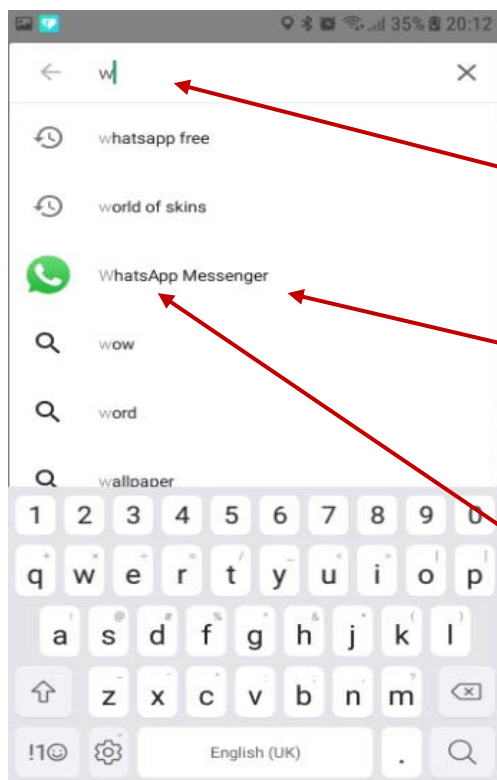 35% 20:12
w
whatsapp free
world of skins
WhatsApp Messenger
wow
word
wallpaper
1 2 3 4 5 6 7 8 9 0
q w e r t y u i o p
a s d f g h j k l
z x c v b n m
!1☺ English (UK) .